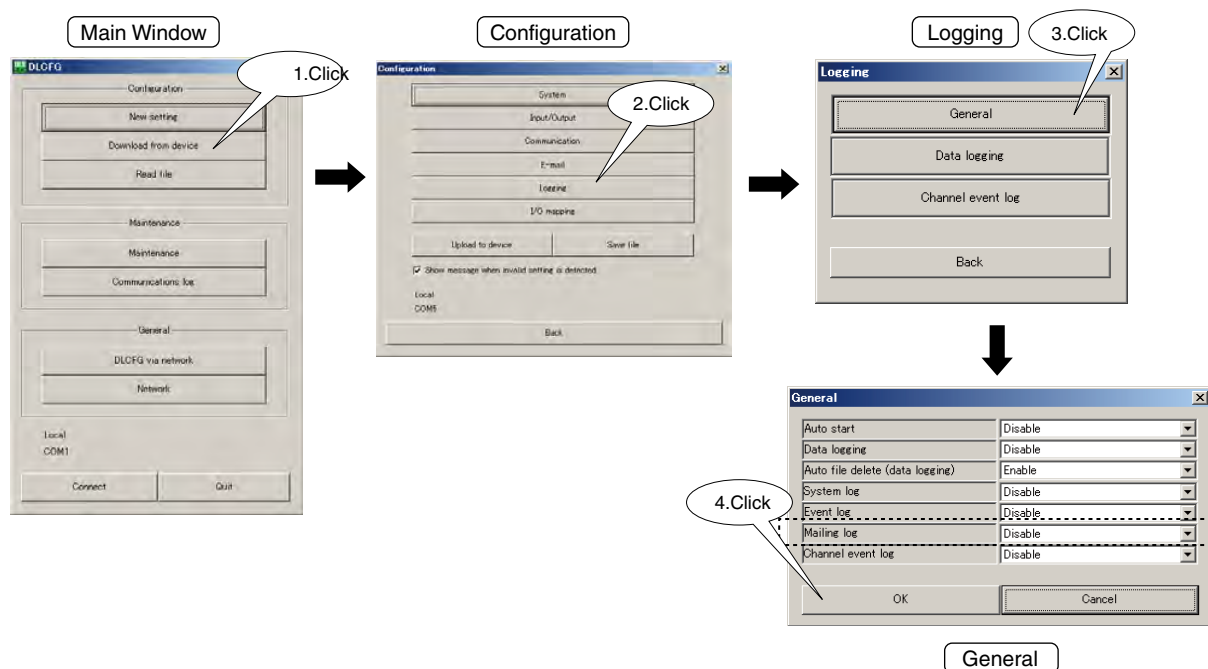 Main Window
DLCFG
Configuration
New setting
Download from device
Read file
Maintenance
Maintenance
Communications log
General
DLCFG via network
Network
Local
COM1
Connect
Quit
1.Click
Configuration
Configuration
System
Input/Output
Communication
E-mail
Logging
I/O mapping
Upload to device
Save file
Show message when invalid setting is detected
Local
COM5
Back
2.Click
Logging
3.Click
Logging
General
Data logging
Channel event log
Back
General
Auto start Disable
Data logging Disable
Auto file delete (data logging) Enable
System log Disable
Event log Disable
Mailing log Disable
Channel event log Disable
OK Cancel
4.Click
General